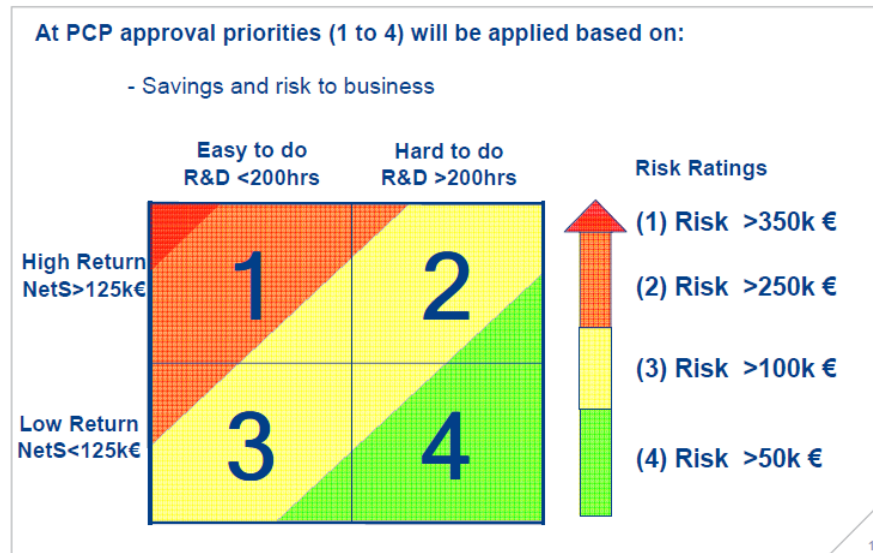 At PCP approval priorities (1 to 4) will be applied based on:
- Savings and risk to business
Easy to do
R&D <200hrs
Hard to do
R&D >200hrs
Risk Ratings
High Return
NetS>125k€
1
2
Low Return
NetS<125k€
3
4
(1) Risk >350k €
(2) Risk >250k €
(3) Risk >100k €
(4) Risk >50k €
1